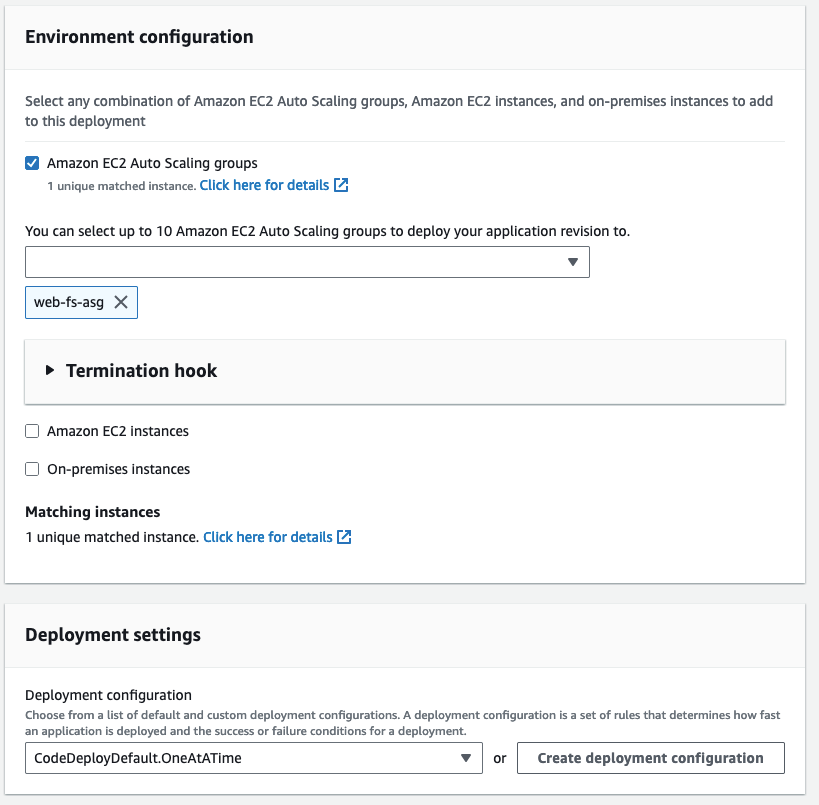 Environment configuration
Select any combination of Amazon EC2 Auto Scaling groups, Amazon EC2 instances, and on-premises instances to add
to this deployment
Amazon EC2 Auto Scaling groups
1 unique matched instance. Click here for details
You can select up to 10 Amazon EC2 Auto Scaling groups to deploy your application revision to.
web-fs-asg
Termination hook
Amazon EC2 instances
On-premises instances
Matching instances
1 unique matched instance. Click here for details
Deployment settings
Deployment configuration
Choose from a list of default and custom deployment configurations. A deployment configuration is a set of rules that determines how fast
an application is deployed and the success or failure conditions for a deployment.
CodeDeployDefault.OneAtATime or Create deployment configuration